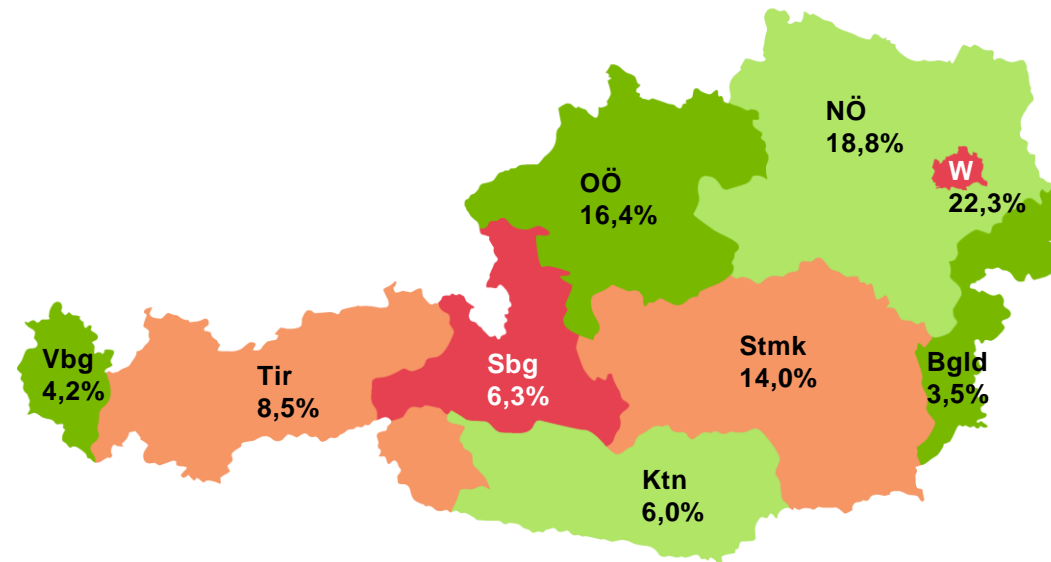 NÖ
18,8%
W
22,3%
OÖ
16,4%
Vbg
4,2%
Tir
8,5%
Sbg
6,3%
Stmk
14,0%
Bgld
3,5%
Ktn
6,0%